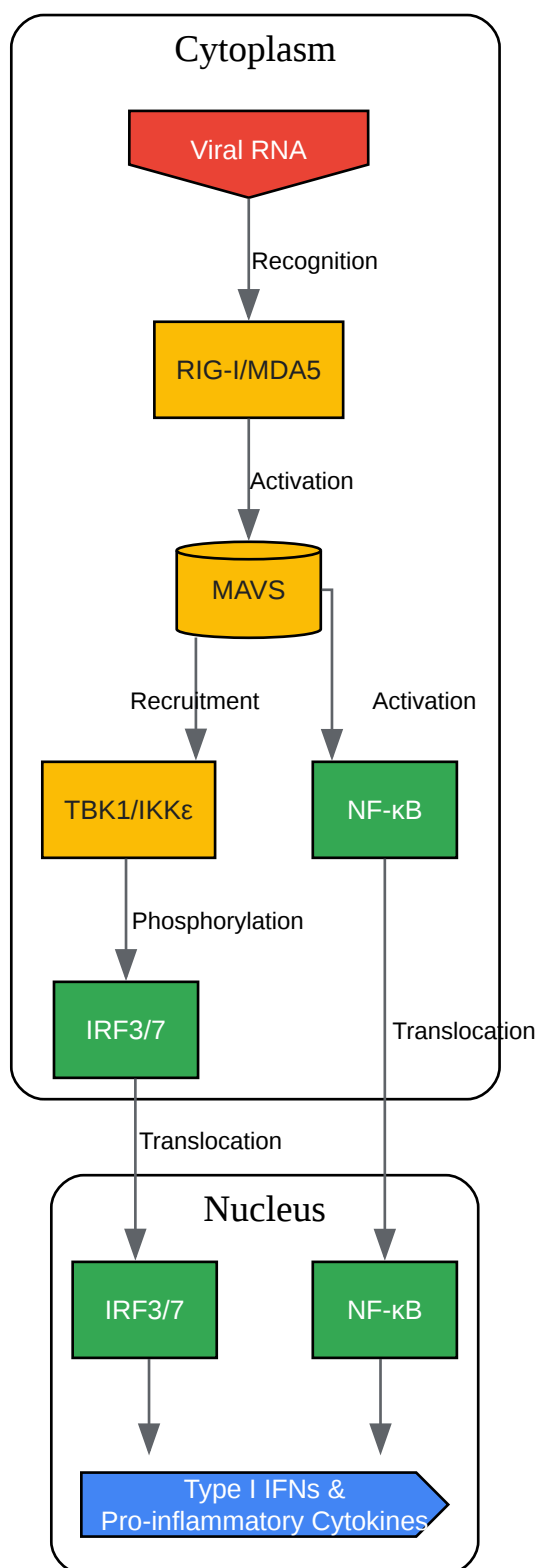 Cytoplasm
Viral RNA
Recognition
RIG-I/MDA5
Activation
MAVS
Recruitment
Activation
TBK1/IKKε
NF-κB
Phosphorylation
IRF3/7
Translocation
Translocation
Nucleus
IRF3/7
NF-κB
Type I IFNs &
Pro-inflammatory Cytokines